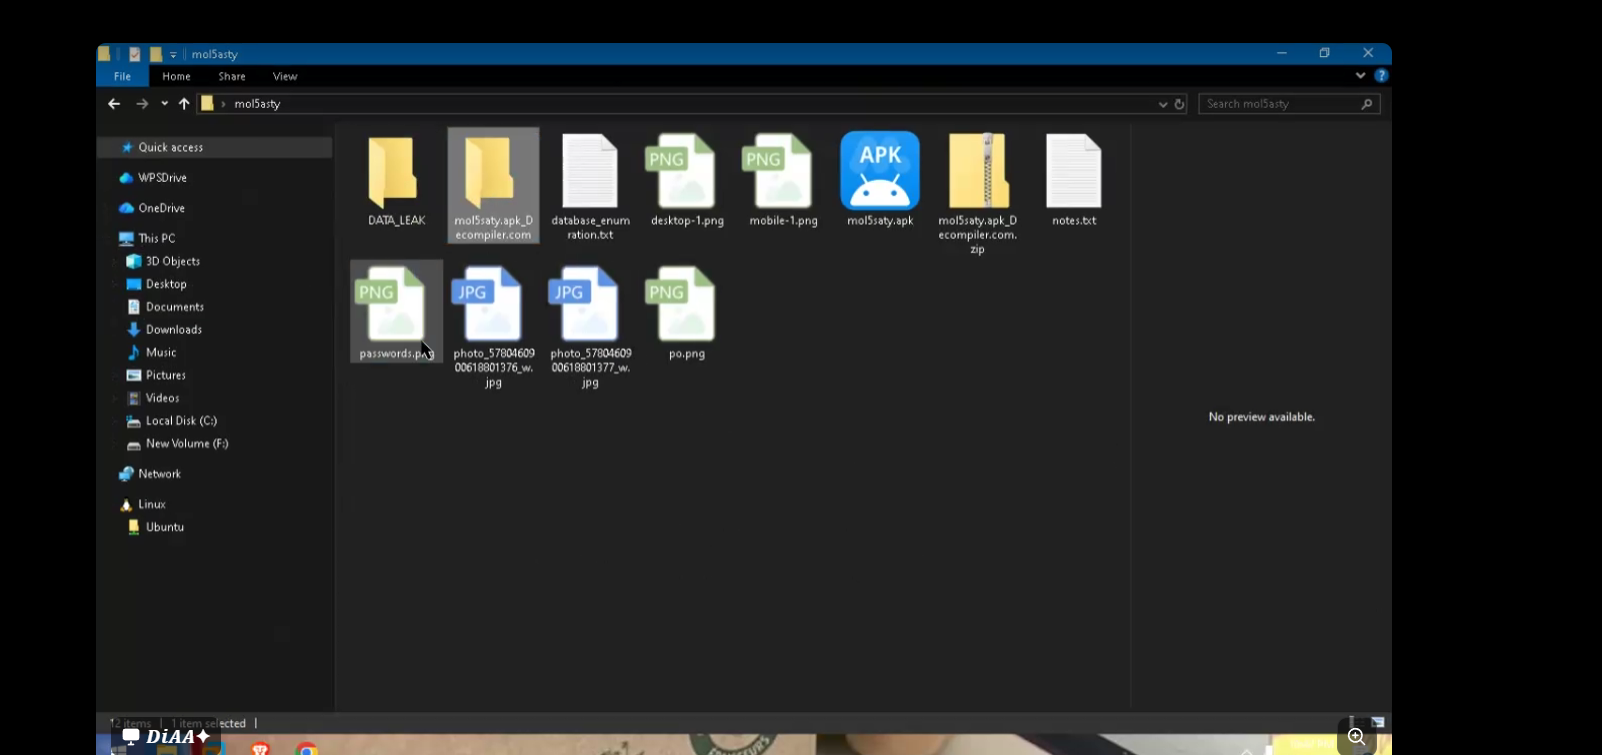 mol5asty
File Home Share View
mol5asty
Search mol5asty
Quick access
WPSDrive
OneDrive
This PC
3D Objects
Desktop
Documents
Downloads
Music
Pictures
Videos
Local Disk (C:)
New Volume (F:)
Network
Linux
Ubuntu
DATA_LEAK
mol5saty.apk_D
ecompiler.com
database_enum
ration.txt
PNG
desktop-1.png
PNG
mobile-1.png
APK
mol5saty.apk
mol5saty.apk_D
ecompiler.com.
zip
notes.txt
PNG
passwords.png
JPG
photo_57804609
00618801376_w.
jpg
JPG
photo_57804609
00618801377_w.
jpg
PNG
po.png
No preview available.
12 items 1 item selected
DiAA